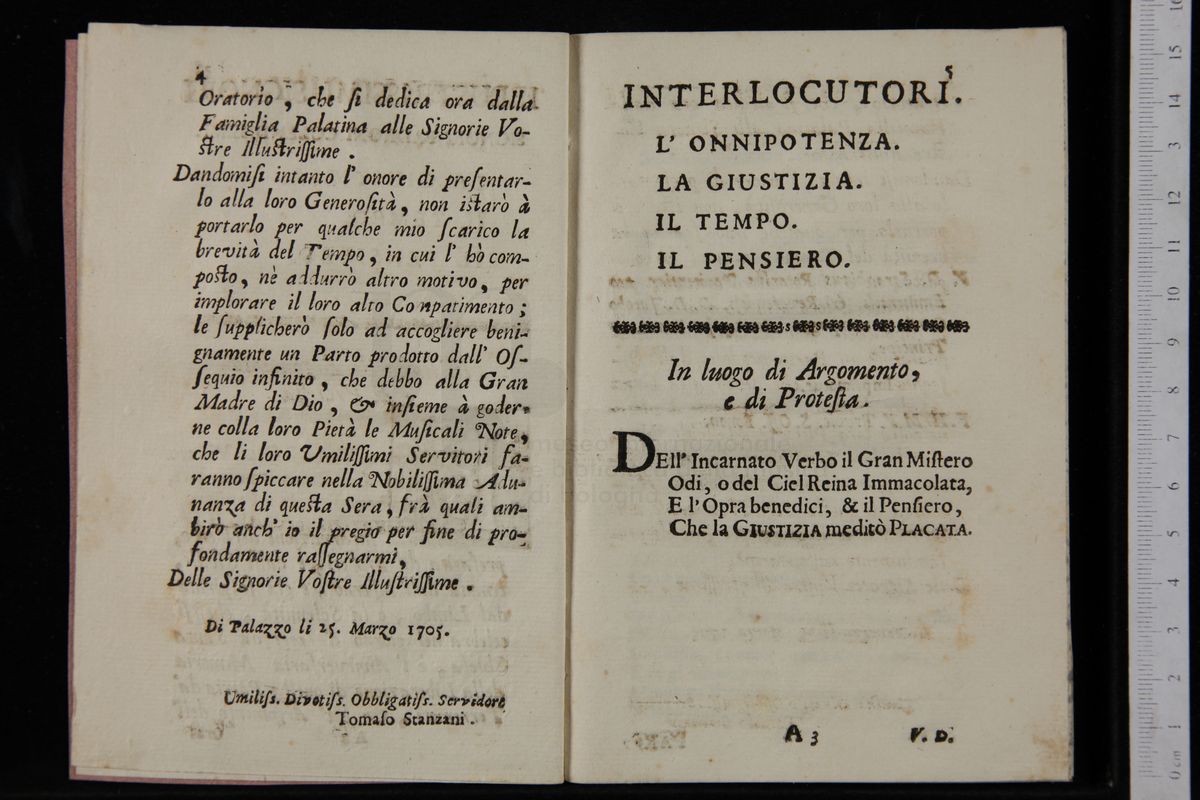 4
Oratorio , che ſi dedica ora dalla
Famiglia Palatina alle Signorie Vo-
ſtre Illuſtriſſime .
Dandomiſi intanto l' onore di preſentar-
lo alla loro Generoſità , non iſtarò à
portarlo per qualche mio ſcarico la
brevità del Tempo , in cui l' hò com-
poſto , nè addurrò altro motivo , per
implorare il loro alto Compatimento ;
le ſupplicherò ſolo ad accogliere beni-
gnamente un Parto prodotto dall' Oſ-
ſequio infinito , che debbo alla Gran
Madre di Dio , & inſieme à goder-
ne colla loro Pietà le Muſicali Note ,
che li loro Umiliſſimi Servitori fa-
ranno ſpiccare nella Nobiliſſima Adu-
nanza di queſta Sera , frà quali am-
birò anch' io il pregio per fine di pro-
fondamente raſſegnarmi ,
Delle Signorie Voſtre Illuſtriſſime .
Di Palazzo li 25. Marzo 1705.
Umiliſs. Divotiſs. Obbligatiſs. Servidore
Tomaſo Stanzani .
5
INTERLOCUTORI.
L' ONNIPOTENZA.
LA GIUSTIZIA.
IL TEMPO.
IL PENSIERO.
In luogo di Argomento ,
e di Proteſta .
DEll' Incarnato Verbo il Gran Miſtero
Odi , o del Ciel Reina Immacolata,
E l' Opra benedici , & il Penſiero ,
Che la GIUSTIZIA meditò PLACATA.
A 3
V. D.